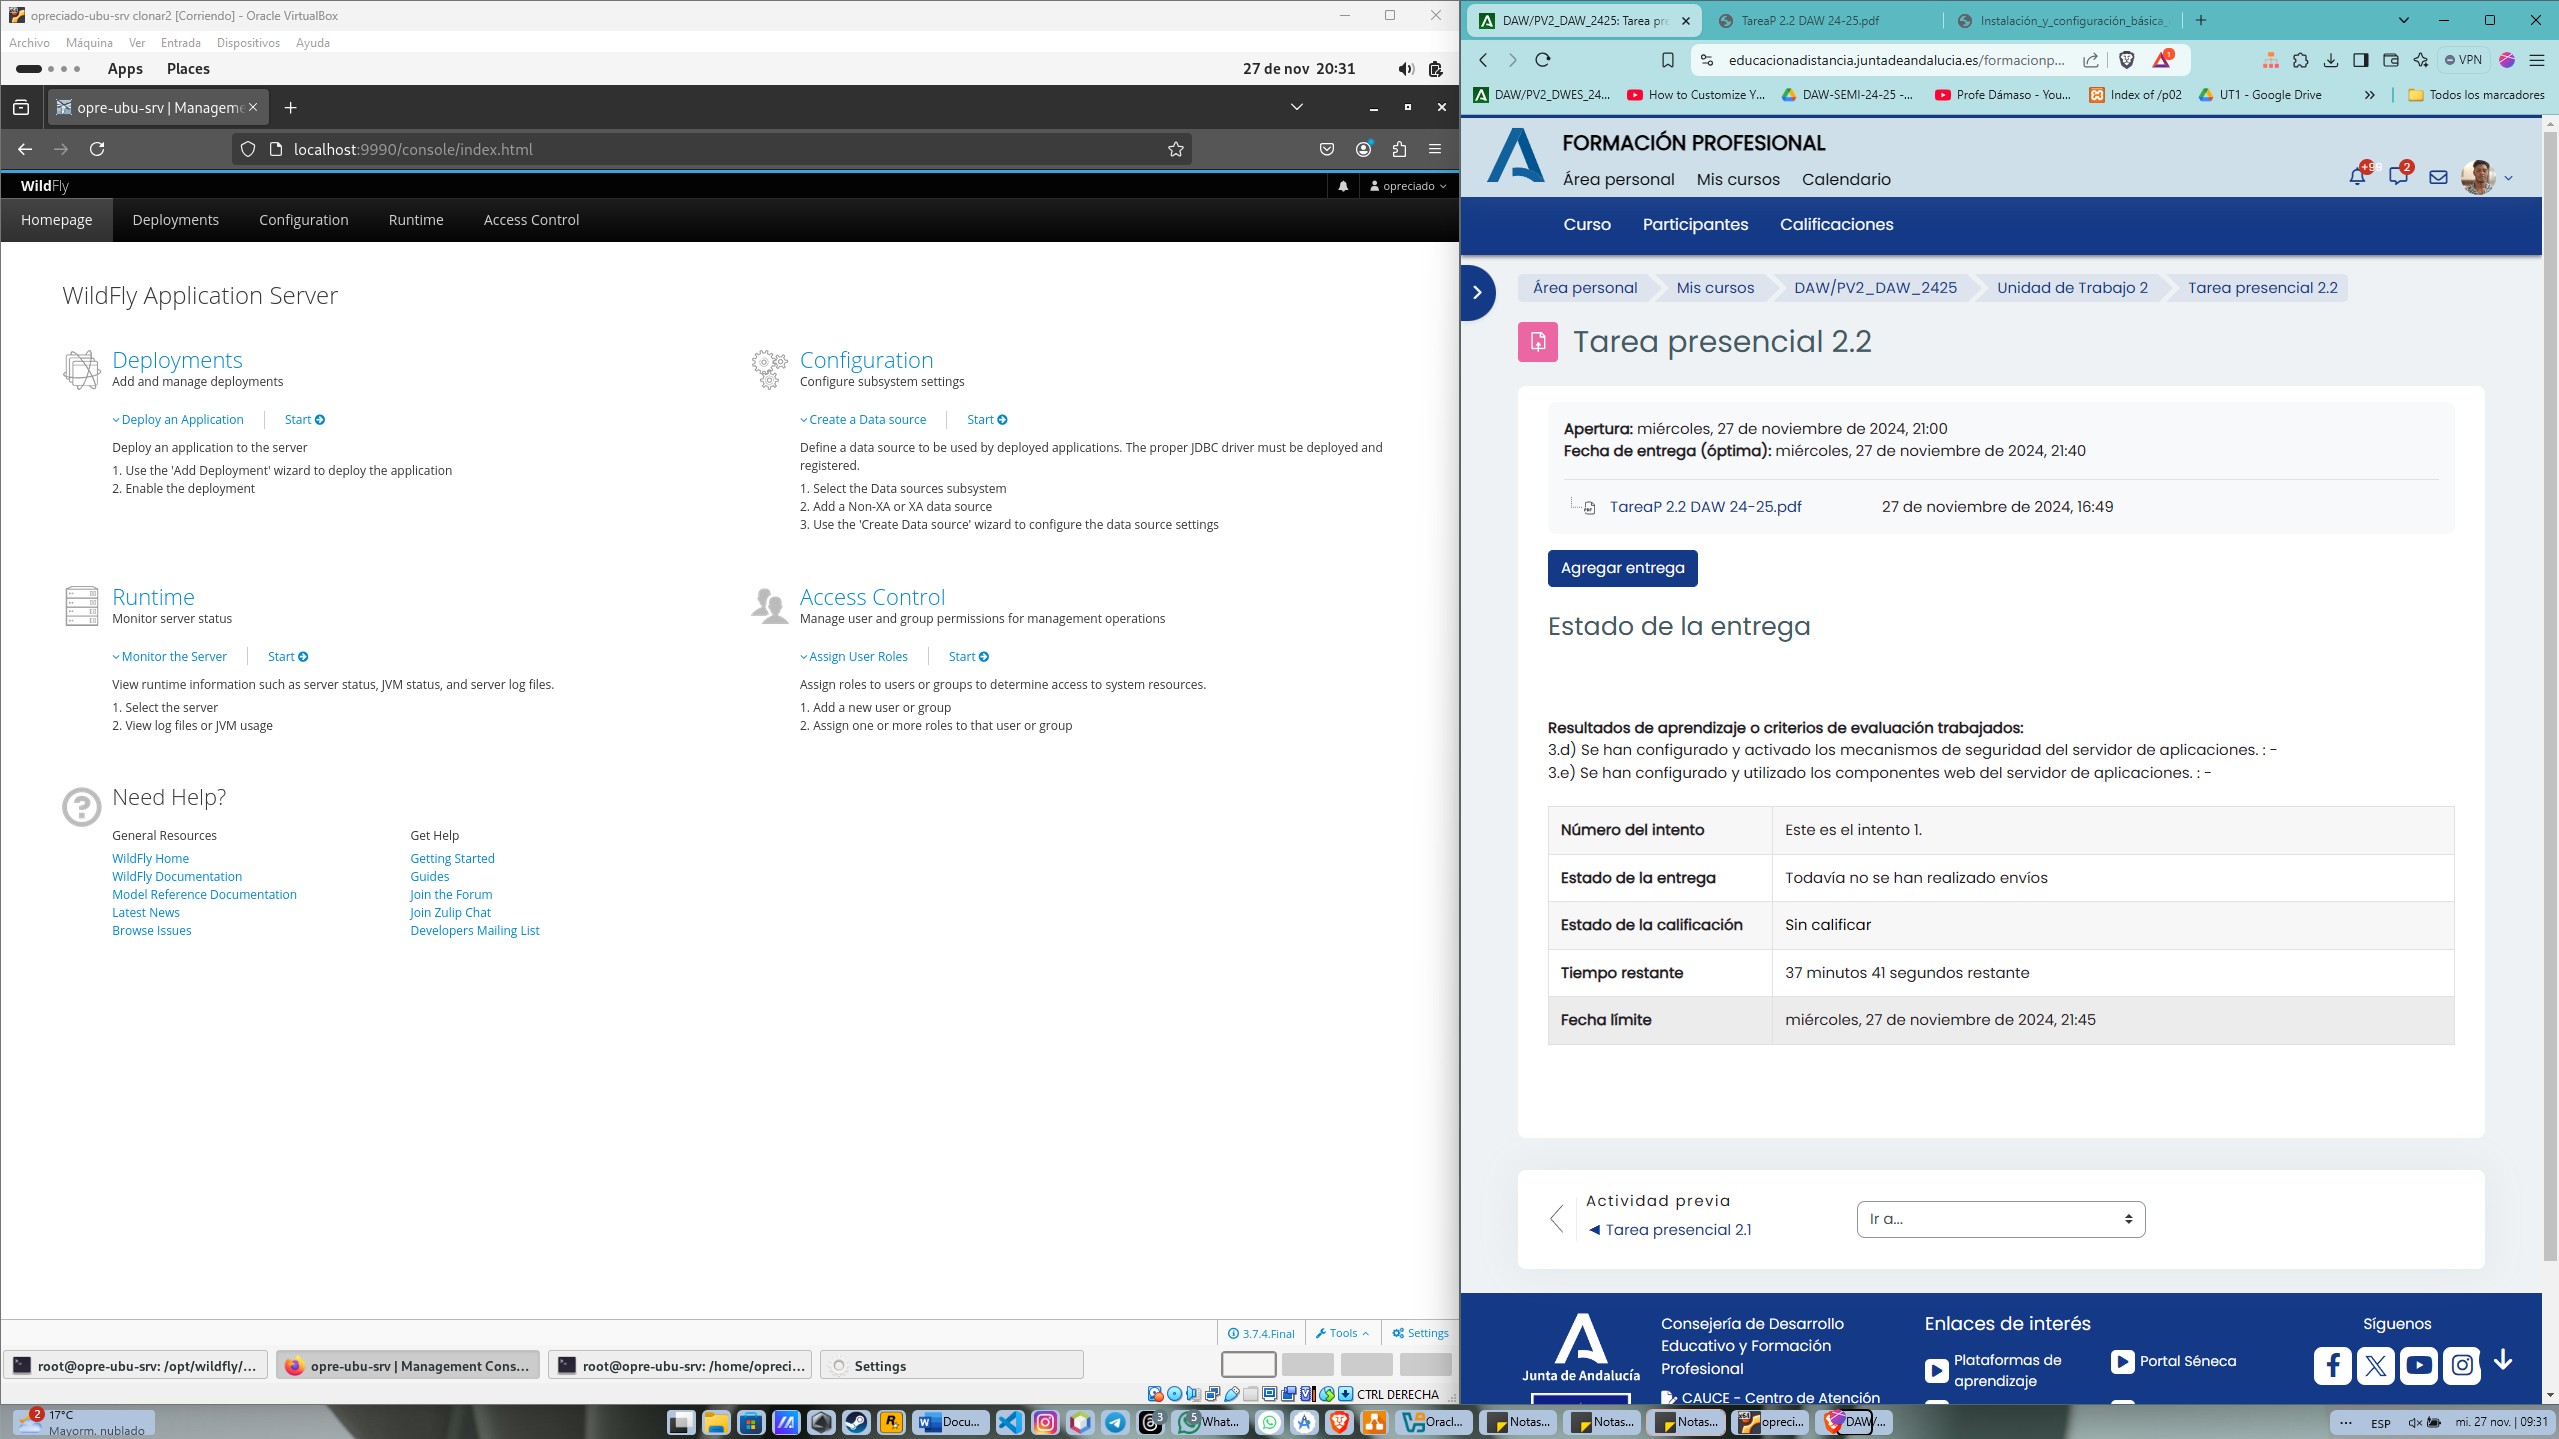 opreciado-ubu-srv clonar2 [Corriendo] - Oracle VirtualBox
Archivo Máquina Ver Entrada Dispositivos Ayuda
Apps Places 27 de nov 20:31
opre-ubu-srv | Manageme
localhost:9990/console/index.html
WildFly
opreciado
Homepage Deployments Configuration Runtime Access Control
WildFly Application Server
Deployments
Add and manage deployments
Deploy an Application Start
Deploy an application to the server
1. Use the 'Add Deployment' wizard to deploy the application
2. Enable the deployment
Configuration
Configure subsystem settings
Create a Data source Start
Define a data source to be used by deployed applications. The proper JDBC driver must be deployed and
registered.
1. Select the Data sources subsystem
2. Add a Non-XA or XA data source
3. Use the 'Create Data source' wizard to configure the data source settings
Runtime
Monitor server status
Monitor the Server Start
View runtime information such as server status, JVM status, and server log files.
1. Select the server
2. View log files or JVM usage
Access Control
Manage user and group permissions for management operations
Assign User Roles Start
Assign roles to users or groups to determine access to system resources.
1. Add a new user or group
2. Assign one or more roles to that user or group
Need Help?
General Resources
WildFly Home
WildFly Documentation
Model Reference Documentation
Latest News
Browse Issues
Get Help
Getting Started
Guides
Join the Forum
Join Zulip Chat
Developers Mailing List
3.7.4.Final Tools Settings
root@opre-ubu-srv: /opt/wildfly/... opre-ubu-srv | Management Cons... root@opre-ubu-srv: /home/opreci... Settings
CTRL DERECHA
DAW/PV2_DAW_2425: Tarea pre TareaP 2.2 DAW 24-25.pdf Instalación_y_configuración_básica_
educacionadistancia.juntadeandalucia.es/formacionp... 1 VPN
DAW/PV2_DWES_24... How to Customize Y... DAW-SEMI-24-25 -... Profe Dámaso - You... Index of /p02 UT1 - Google Drive Todos los marcadores
FORMACIÓN PROFESIONAL
Área personal Mis cursos Calendario
+99 2
Curso Participantes Calificaciones
Área personal Mis cursos DAW/PV2_DAW_2425 Unidad de Trabajo 2 Tarea presencial 2.2
Tarea presencial 2.2
Apertura: miércoles, 27 de noviembre de 2024, 21:00
Fecha de entrega (óptima): miércoles, 27 de noviembre de 2024, 21:40
TareaP 2.2 DAW 24-25.pdf 27 de noviembre de 2024, 16:49
Agregar entrega
Estado de la entrega
Resultados de aprendizaje o criterios de evaluación trabajados:
3.d) Se han configurado y activado los mecanismos de seguridad del servidor de aplicaciones. : -
3.e) Se han configurado y utilizado los componentes web del servidor de aplicaciones. : -
Número del intento Este es el intento 1.
Estado de la entrega Todavía no se han realizado envíos
Estado de la calificación Sin calificar
Tiempo restante 37 minutos 41 segundos restante
Fecha límite miércoles, 27 de noviembre de 2024, 21:45
Actividad previa
◄ Tarea presencial 2.1
Ir a...
Junta de Andalucía
Consejería de Desarrollo
Educativo y Formación
Profesional
CAUCE - Centro de Atención
Enlaces de interés
Plataformas de
aprendizaje
Portal Séneca
Síguenos
2 17°C
Mayorm. nublado
Docu... 3 5 What... Oracl... Notas... Notas... Notas... opreci... DAW/...
ESP mi. 27 nov. | 09:31